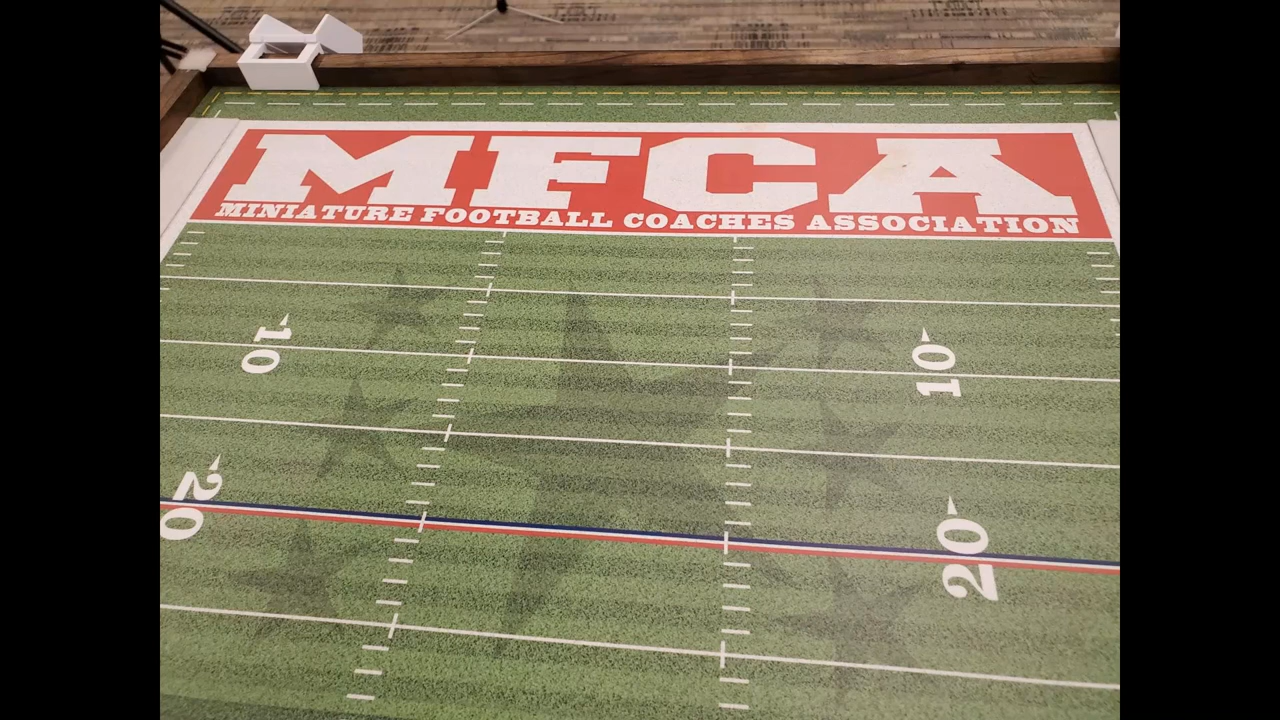 MFCA
MINIATURE FOOTBALL COACHES ASSOCIATION
10 10
20 20